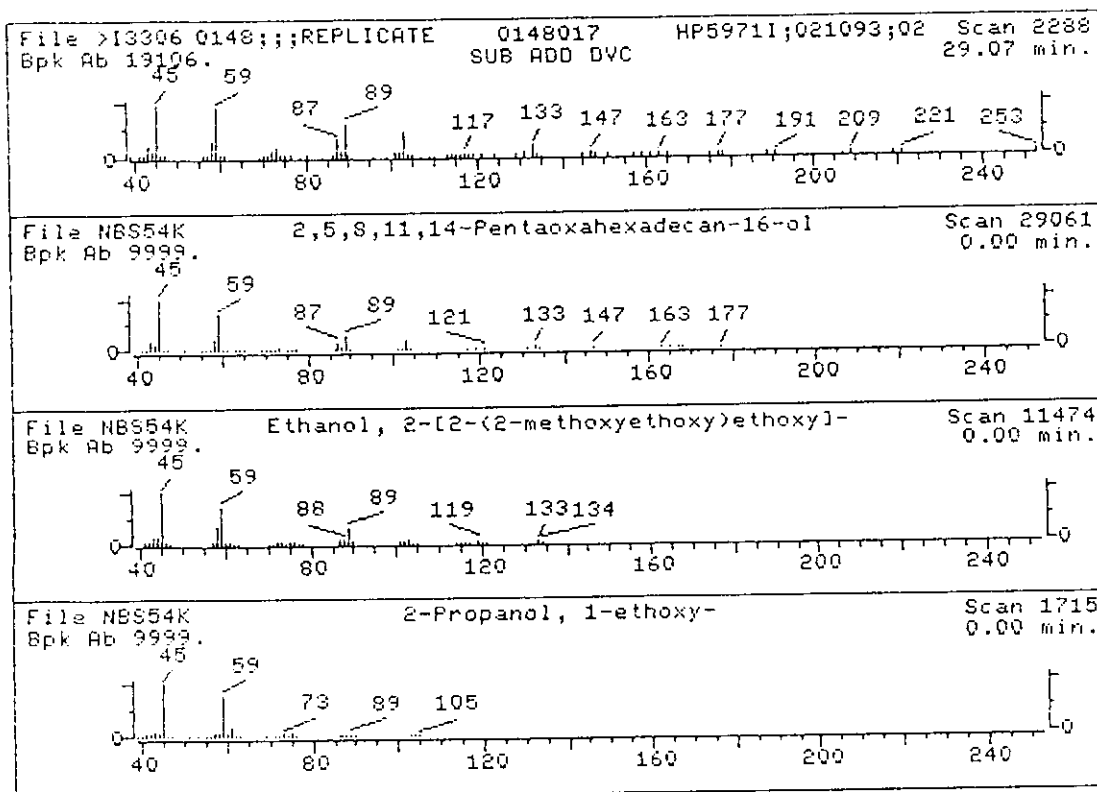 File >I3306 0148;;;REPLICATE 0148017 HP5971I;021093;02 Scan 2288
Bpk Ab 19106. SUB ADD DVC 29.07 min.
45 59 87 89 117 133 147 163 177 191 209 221 253
0 0
40 80 120 160 200 240
File NBS54K 2,5,8,11,14-Pentaoxahexadecan-16-ol Scan 29061
Bpk Ab 9999. 0.00 min.
45 59 87 89 121 133 147 163 177
0 0
40 80 120 160 200 240
File NBS54K Ethanol, 2-[2-(2-methoxyethoxy)ethoxy]- Scan 11474
Bpk Ab 9999. 0.00 min.
45 59 88 89 119 133 134
0 0
40 80 120 160 200 240
File NBS54K 2-Propanol, 1-ethoxy- Scan 1715
Bpk Ab 9999. 0.00 min.
45 59 73 89 105
0 0
40 80 120 160 200 240